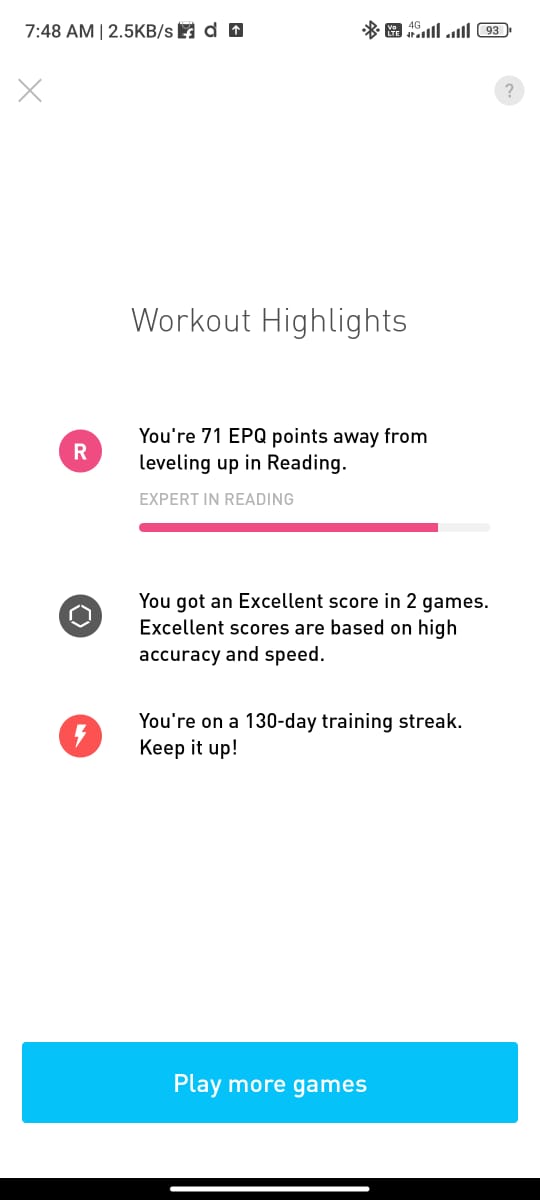 7:48 AM | 2.5KB/s d
Vo LTE 4G 93
?
Workout Highlights
R
You're 71 EPQ points away from
leveling up in Reading.
EXPERT IN READING
You got an Excellent score in 2 games.
Excellent scores are based on high
accuracy and speed.
You're on a 130-day training streak.
Keep it up!
Play more games